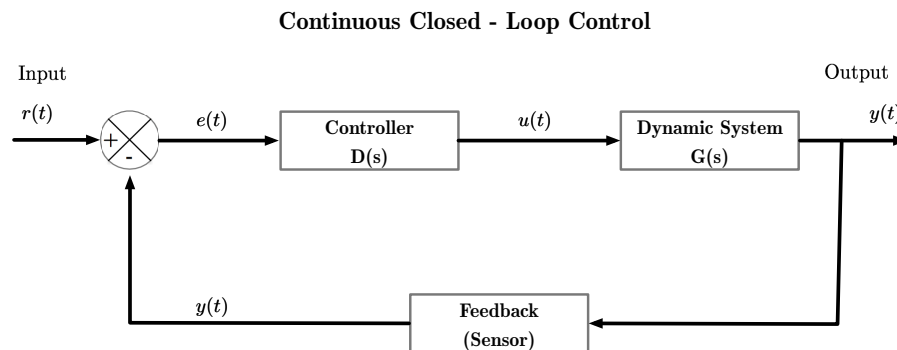 Continuous Closed - Loop Control
Input
Output
r(t)
e(t)
Controller
D(s)
u(t)
Dynamic System
G(s)
y(t)
+
-
y(t)
Feedback
(Sensor)